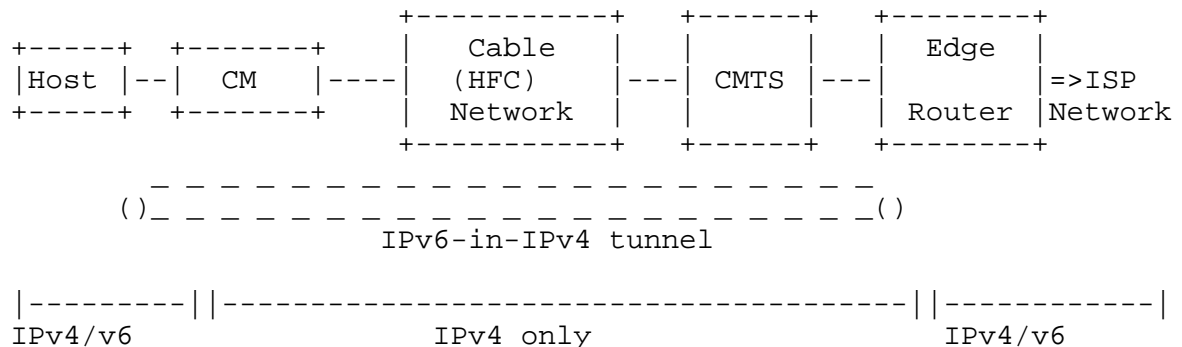 +-----------+ +------+ +--------+
+-----+ +-------+ | Cable | | | | Edge |
|Host |--| CM |----| (HFC) |---| CMTS |---| |=>ISP
+-----+ +-------+ | Network | | | | Router |Network
+-----------+ +------+ +--------+
_ _ _ _ _ _ _ _ _ _ _ _ _ _ _ _ _ _
()_ _ _ _ _ _ _ _ _ _ _ _ _ _ _ _ _ _()
IPv6-in-IPv4 tunnel
|---------||---------------------------------------||------------|
IPv4/v6 IPv4 only IPv4/v6